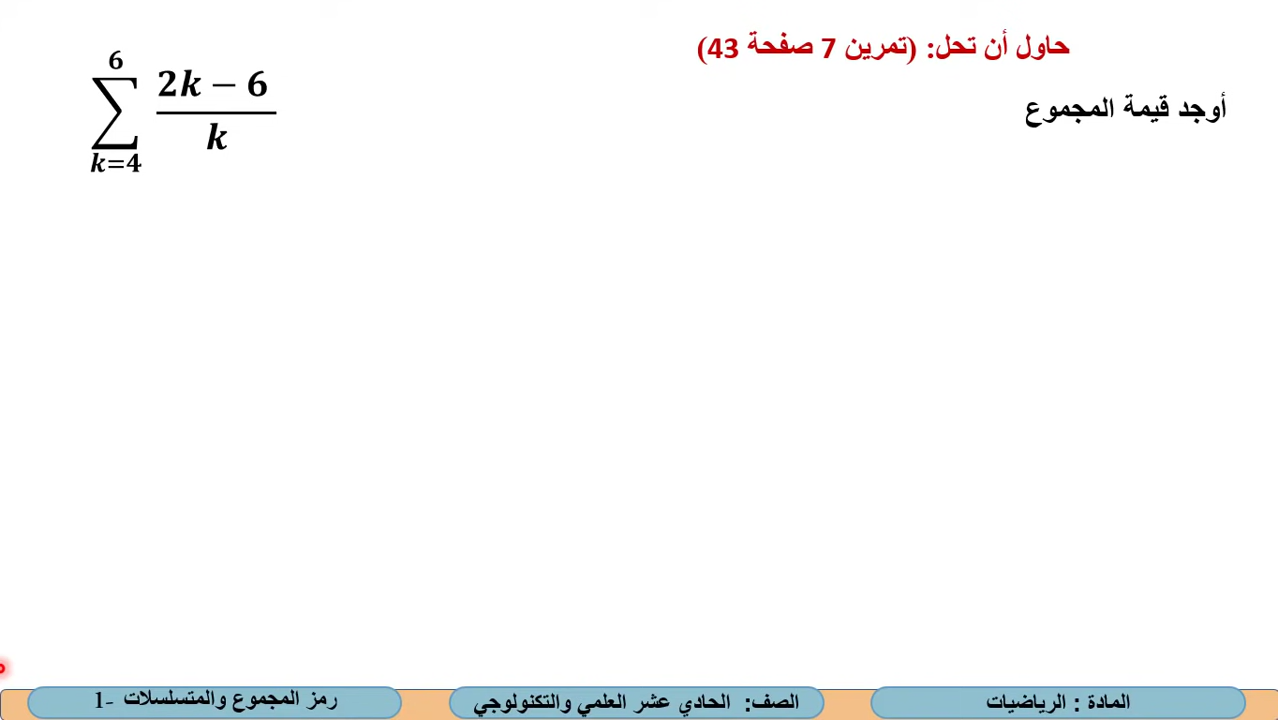 حاول أن تحل: (تمرين 7 صفحة 43)
أوجد قيمة المجموع
6
∑ (2k − 6)/k
k=4
المادة : الرياضيات
الصف: الحادي عشر العلمي والتكنولوجي
رمز المجموع والمتسلسلات -1